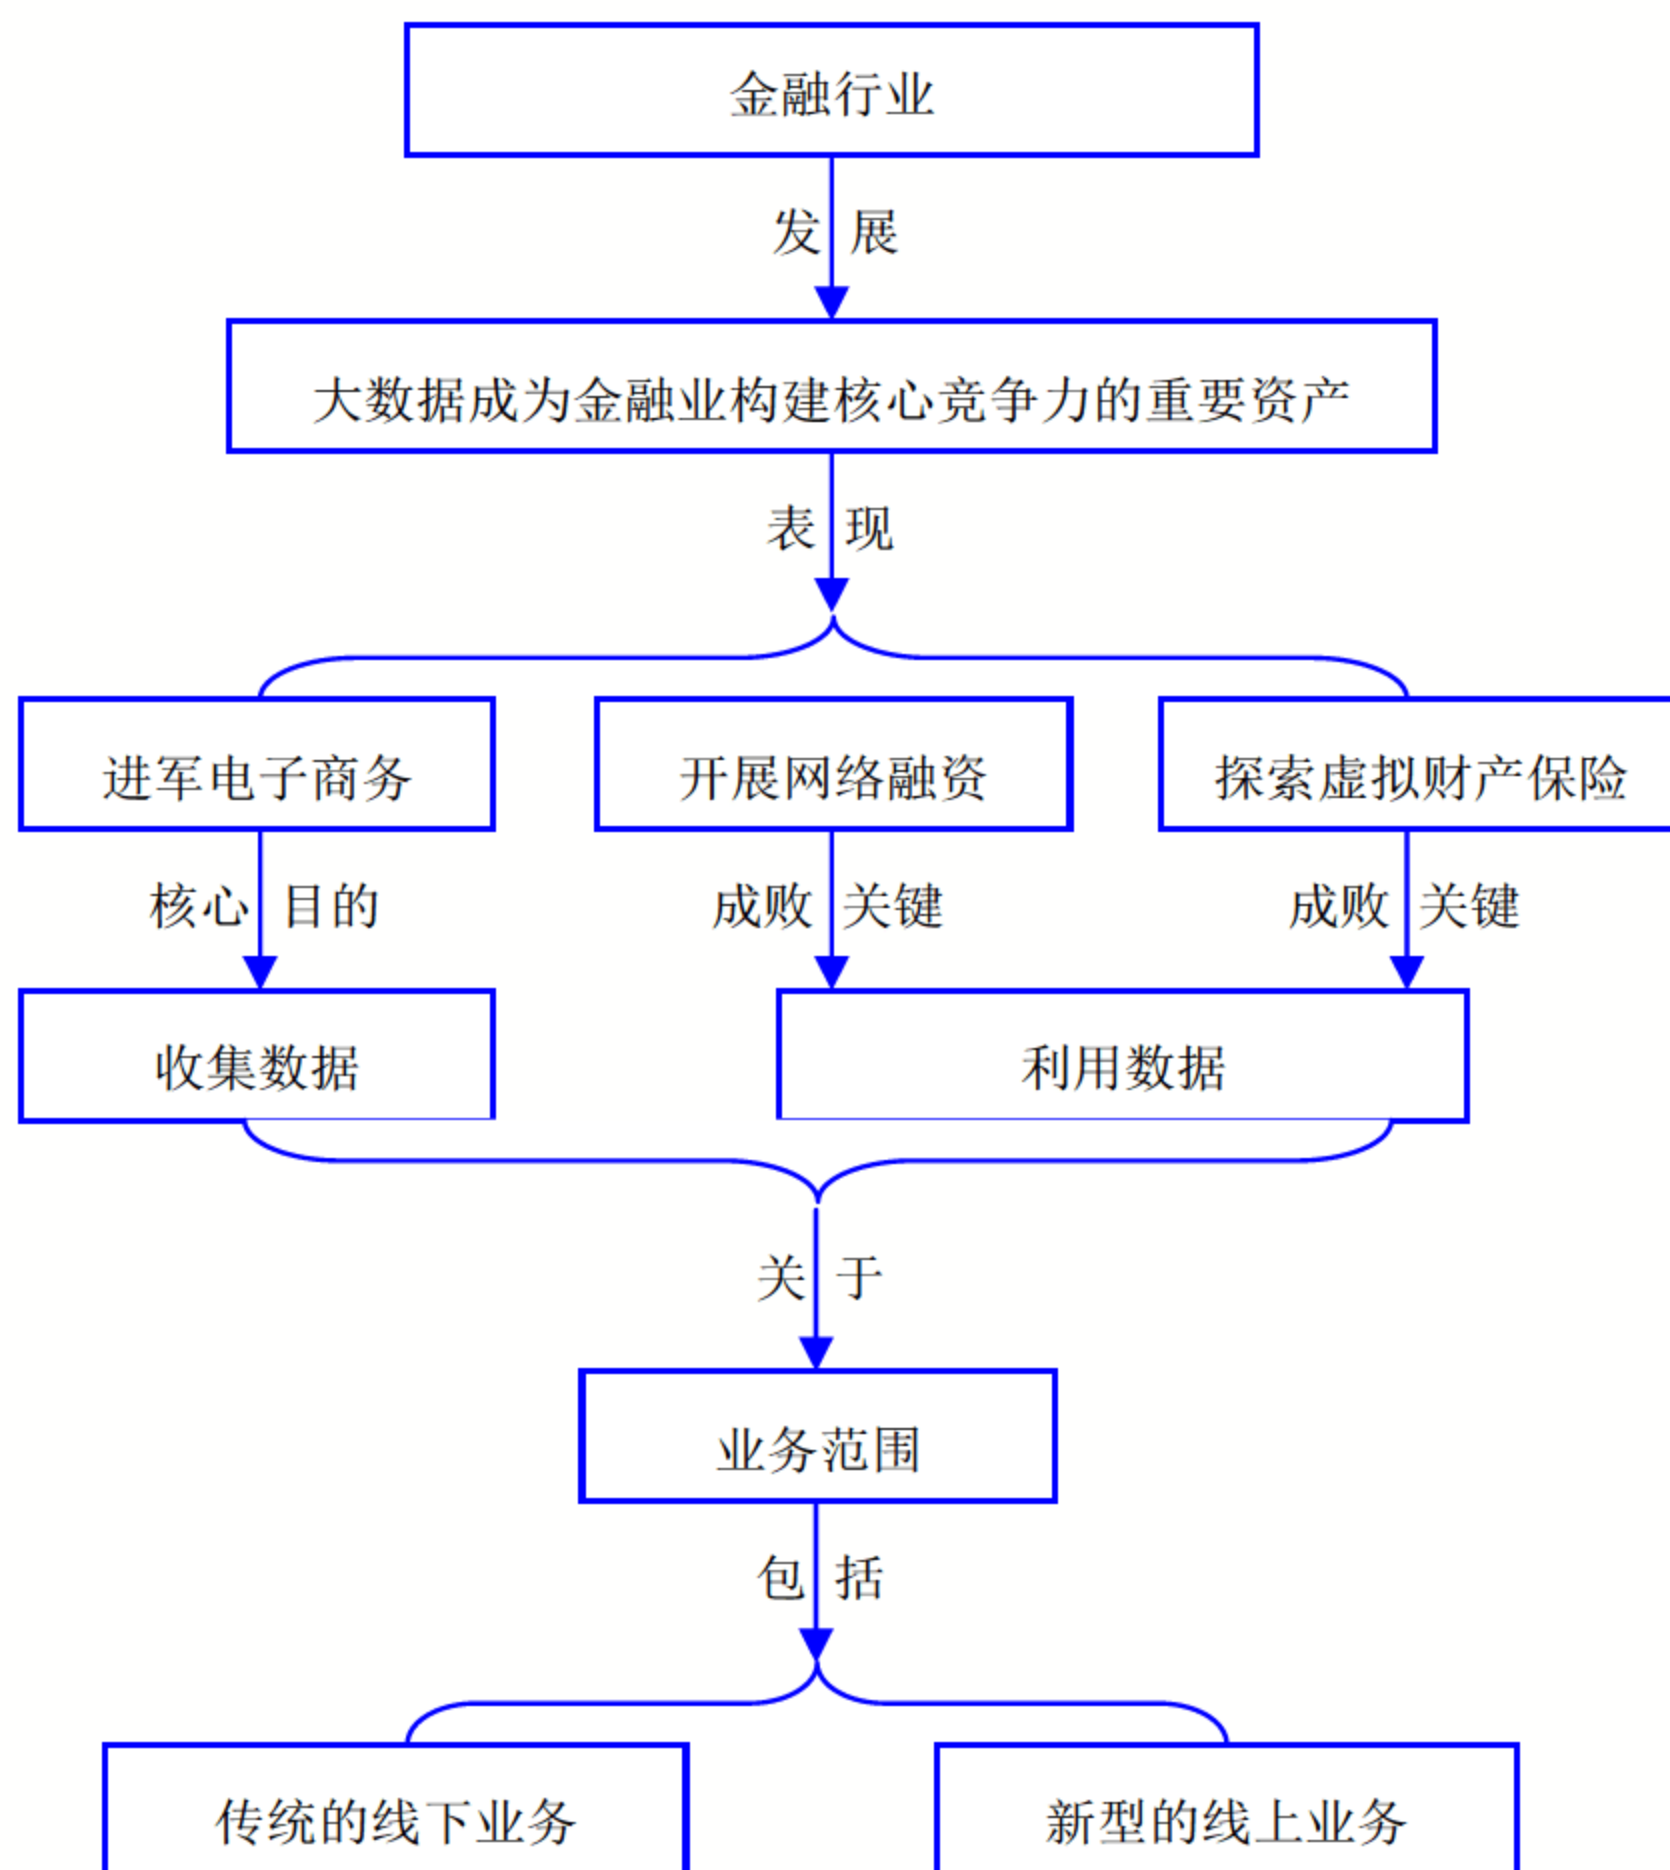 金融行业
发展
大数据成为金融业构建核心竞争力的重要资产
表现
进军电子商务
开展网络融资
探索虚拟财产保险
核心目的
成败关键
成败关键
收集数据
利用数据
关于
业务范围
包括
传统的线下业务
新型的线上业务